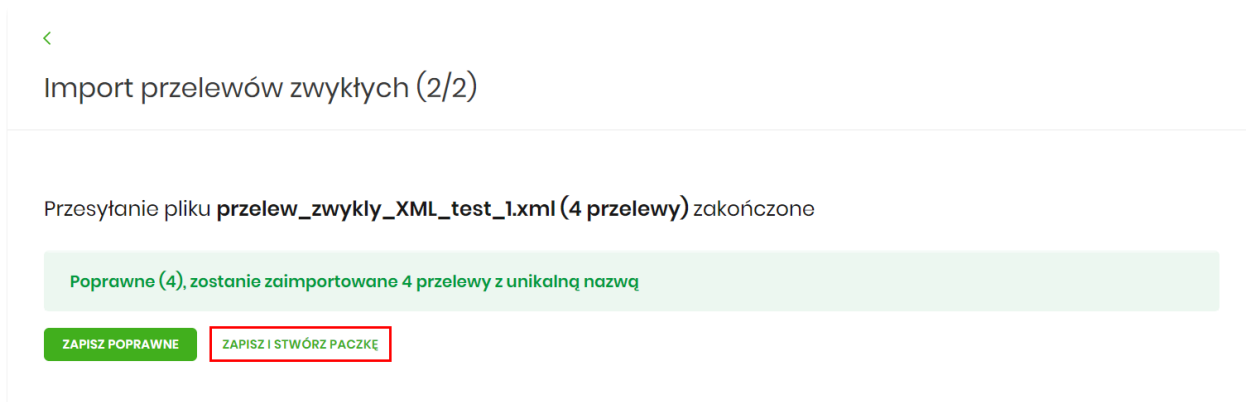 Import przelewów zwykłych (2/2)
Przesyłanie pliku przelew_zwykly_XML_test_1.xml (4 przelewy) zakończone
Poprawne (4), zostanie zaimportowane 4 przelewy z unikalną nazwą
ZAPISZ POPRAWNE ZAPISZ I STWÓRZ PACZKĘ